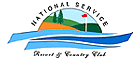 NATIONAL SERVICE
Resort & Country Club